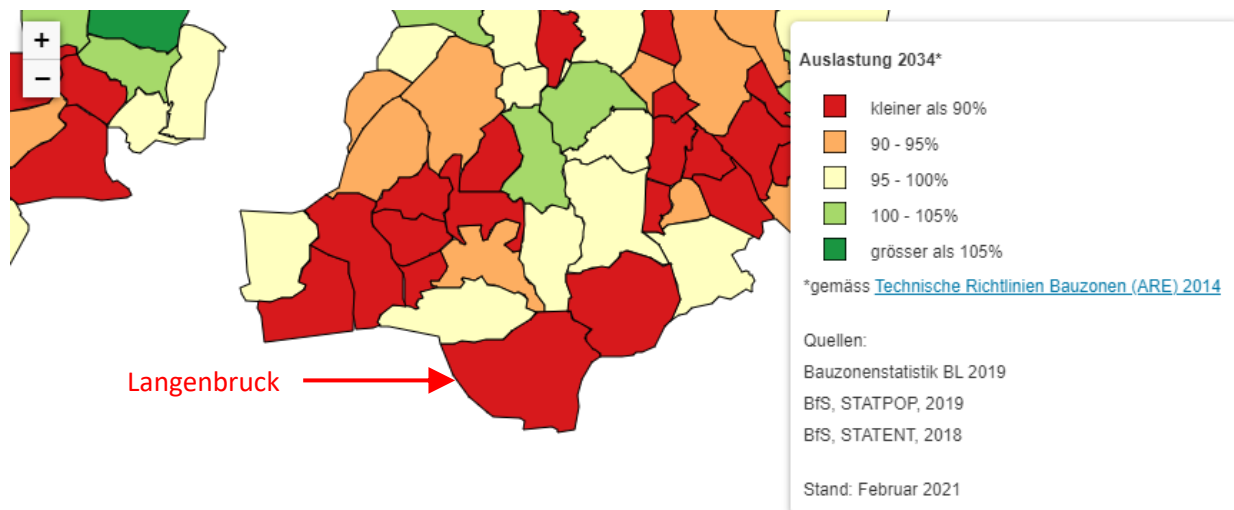 +
−
Auslastung 2034*
kleiner als 90%
90 - 95%
95 - 100%
100 - 105%
grösser als 105%
*gemäss Technische Richtlinien Bauzonen (ARE) 2014
Quellen:
Bauzonenstatistik BL 2019
BfS, STATPOP, 2019
BfS, STATENT, 2018
Stand: Februar 2021
Langenbruck